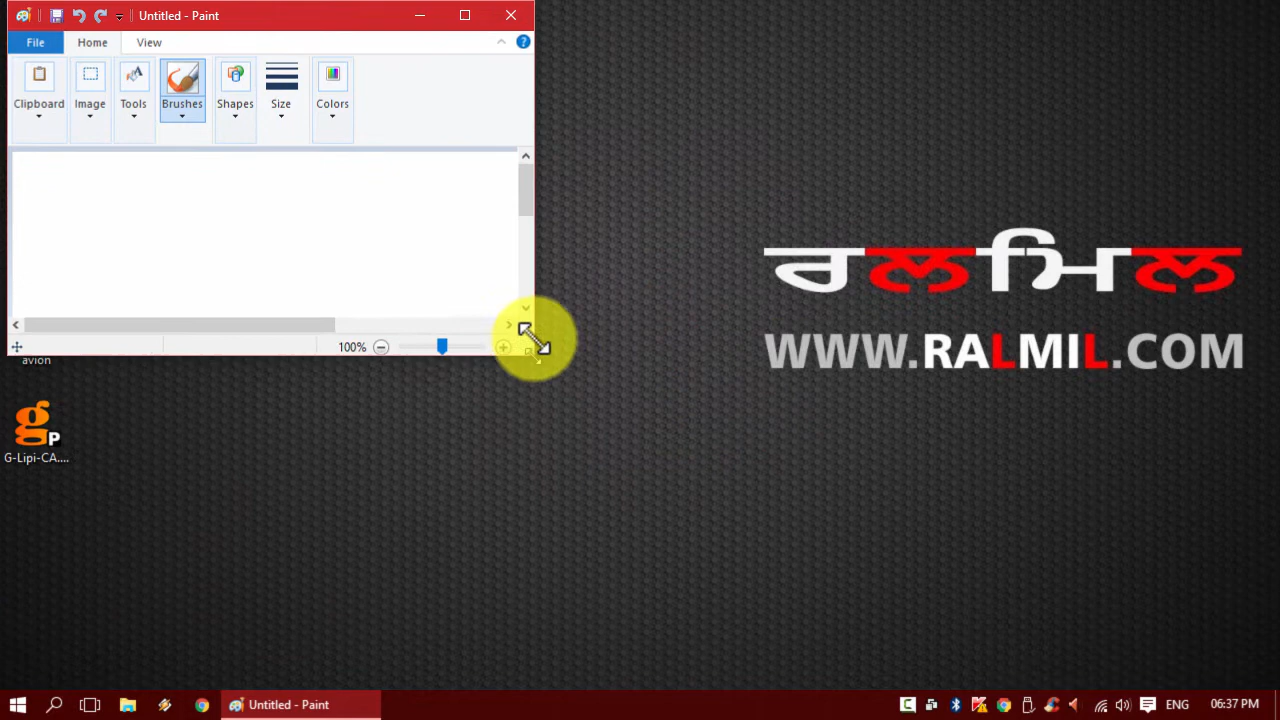 Untitled - Paint
File Home View
Clipboard Image Tools Brushes Shapes Size Colors
100%
avion
G-Lipi-CA....
ਰਲਮਿਲ
WWW.RALMIL.COM
Untitled - Paint
ENG
06:37 PM